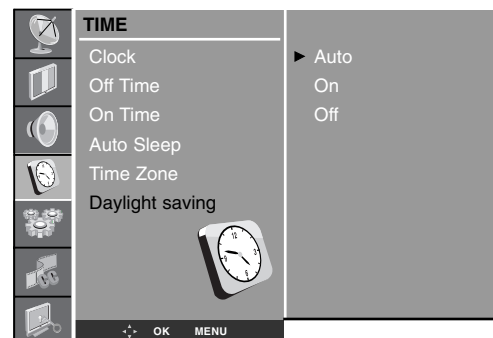 TIME
Clock
Off Time
On Time
Auto Sleep
Time Zone
Daylight saving
Auto
On
Off
OK MENU